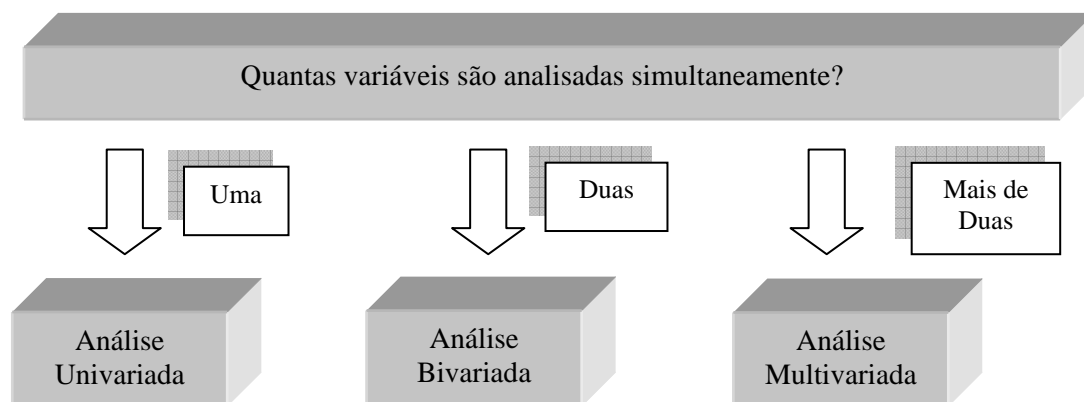 Quantas variáveis são analisadas simultaneamente?
Uma
Duas
Mais de
Duas
Análise
Univariada
Análise
Bivariada
Análise
Multivariada